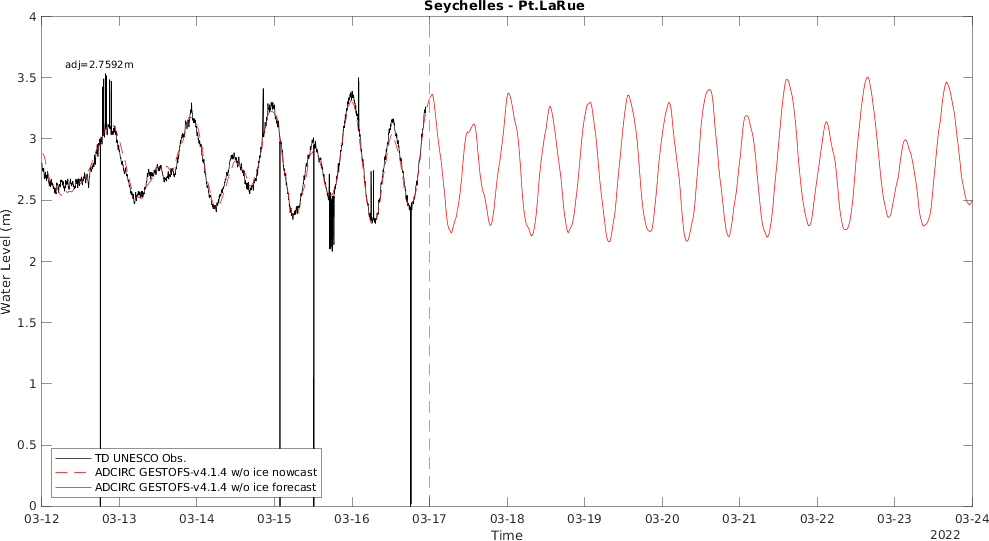 Seychelles - Pt.LaRue
adj=2.7592m
Water Level (m)
4
3.5
3
2.5
2
1.5
1
0.5
0
TD UNESCO Obs.
ADCIRC GESTOFS-v4.1.4 w/o ice nowcast
ADCIRC GESTOFS-v4.1.4 w/o ice forecast
03-12 03-13 03-14 03-15 03-16 03-17 03-18 03-19 03-20 03-21 03-22 03-23 03-24
Time
2022